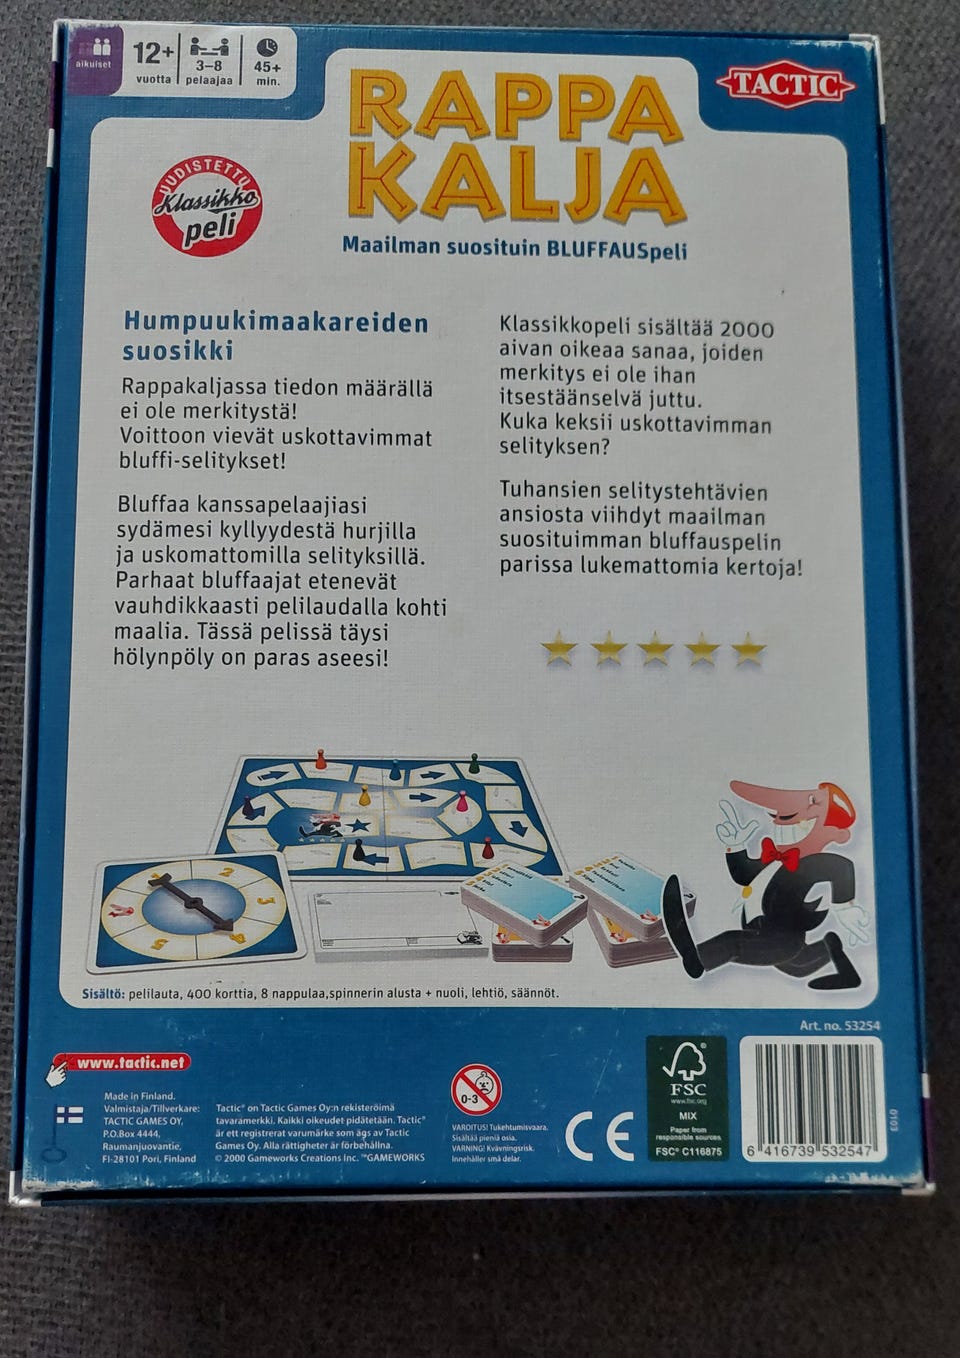 aikuiset
12+
vuotta
3–8
pelaajaa
45+
min.
TACTIC
RAPPA
KALJA
Maailman suosituin BLUFFAUSpeli
UUDISTETTU
Klassikko
peli
Humpuukimaakareiden
suosikki
Rappakaljassa tiedon määrällä
ei ole merkitystä!
Voittoon vievät uskottavimmat
bluffi-selitykset!
Bluffaa kanssapelaajiasi
sydämesi kyllyydestä hurjilla
ja uskomattomilla selityksillä.
Parhaat bluffaajat etenevät
vauhdikkaasti pelilaudalla kohti
maalia. Tässä pelissä täysi
hölynpöly on paras aseesi!
Klassikkopeli sisältää 2000
aivan oikeaa sanaa, joiden
merkitys ei ole ihan
itsestäänselvä juttu.
Kuka keksii uskottavimman
selityksen?
Tuhansien selitystehtävien
ansiosta viihdyt maailman
suosituimman bluffauspelin
parissa lukemattomia kertoja!
Sisältö: pelilauta, 400 korttia, 8 nappulaa,spinnerin alusta + nuoli, lehtiö, säännöt.
Art. no. 53254
www.tactic.net
Made in Finland.
Valmistaja/Tillverkare:
TACTIC GAMES OY,
P.O.Box 4444,
Raumanjuovantie,
FI-28101 Pori, Finland
Tactic® on Tactic Games Oy:n rekisteröimä
tavaramerkki. Kaikki oikeudet pidätetään. Tactic®
är ett registrerat varumärke som ägs av Tactic
Games Oy. Alla rättigheter är förbehållna.
© 2000 Gameworks Creations Inc. ™GAMEWORKS
0-3
VAROITUS! Tukehtumisvaara.
Sisältää pieniä osia.
VARNING! Kvävningsrisk.
Innehåller små delar.
CE
FSC
www.fsc.org
MIX
Paper from
responsible sources
FSC® C116875
6 416739 532547
0103